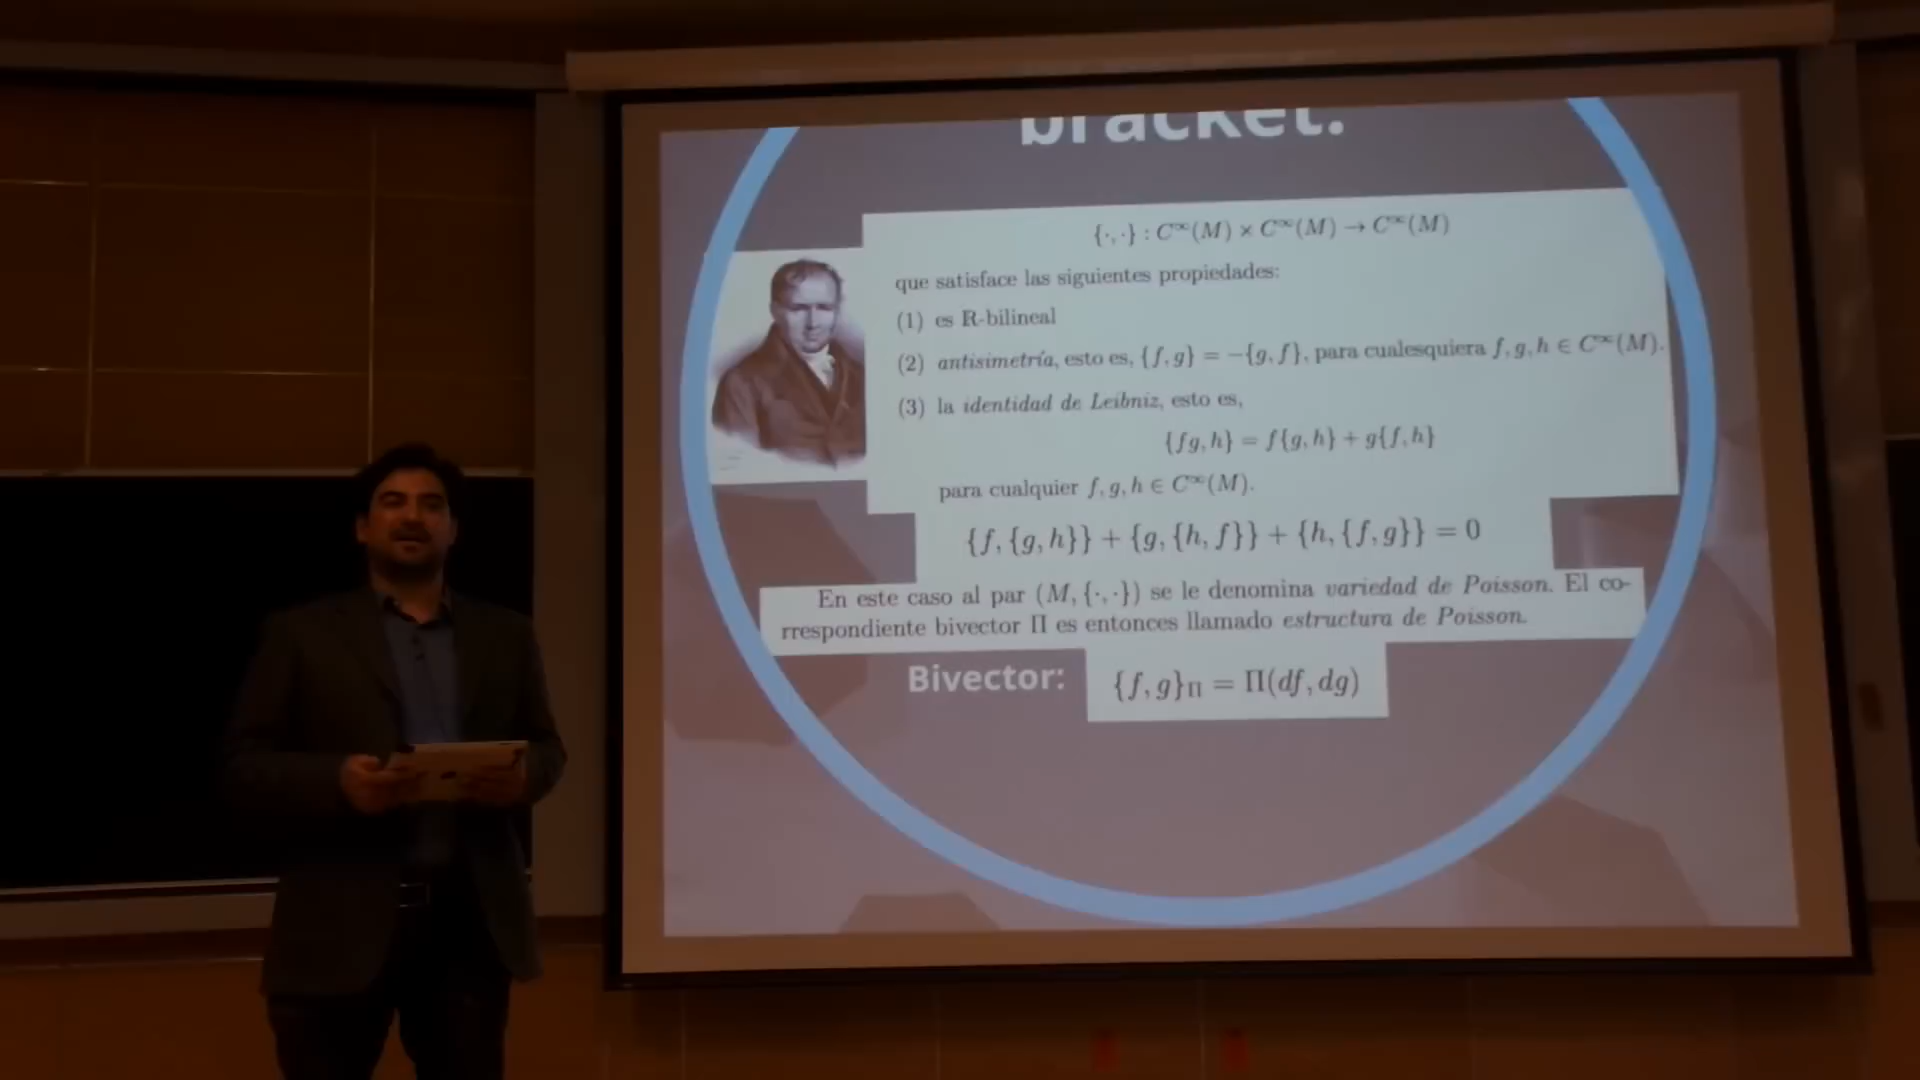 bracket.
{·,·} : C∞(M) × C∞(M) → C∞(M)
que satisface las siguientes propiedades:
(1) es R-bilineal
(2) antisimetría, esto es, {f,g} = −{g,f}, para cualesquiera f,g,h ∈ C∞(M).
(3) la identidad de Leibniz, esto es,
{fg,h} = f{g,h} + g{f,h}
para cualquier f,g,h ∈ C∞(M).
{f,{g,h}} + {g,{h,f}} + {h,{f,g}} = 0
En este caso al par (M,{·,·}) se le denomina variedad de Poisson. El co-
rrespondiente bivector Π es entonces llamado estructura de Poisson.
Bivector: {f,g}Π = Π(df,dg)